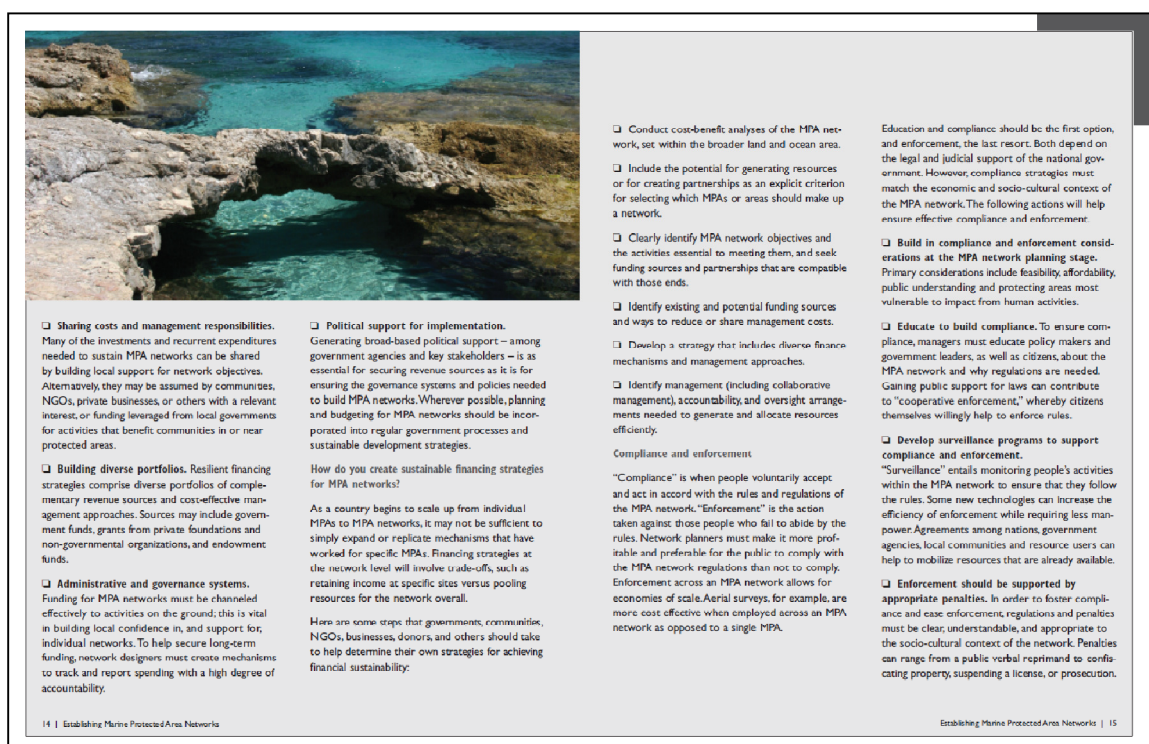 ❑ Sharing costs and management responsibilities.
Many of the investments and recurrent expenditures
needed to sustain MPA networks can be shared
by building local support for network objectives.
Alternatively, they may be assumed by communities,
NGOs, private businesses, or others with a relevant
interest, or funding leveraged from local governments
for activities that benefit communities in or near
protected areas.
❑ Building diverse portfolios. Resilient financing
strategies comprise diverse portfolios of comple-
mentary revenue sources and cost-effective man-
agement approaches. Sources may include govern-
ment funds, grants from private foundations and
non-governmental organizations, and endowment
funds.
❑ Administrative and governance systems.
Funding for MPA networks must be channeled
effectively to activities on the ground; this is vital
in building local confidence in, and support for,
individual networks. To help secure long-term
funding, network designers must create mechanisms
to track and report spending with a high degree of
accountability.
❑ Political support for implementation.
Generating broad-based political support – among
government agencies and key stakeholders – is as
essential for securing revenue sources as it is for
ensuring the governance systems and policies needed
to build MPA networks. Wherever possible, planning
and budgeting for MPA networks should be incor-
porated into regular government processes and
sustainable development strategies.
How do you create sustainable financing strategies
for MPA networks?
As a country begins to scale up from individual
MPAs to MPA networks, it may not be sufficient to
simply expand or replicate mechanisms that have
worked for specific MPAs. Financing strategies at
the network level will involve trade-offs, such as
retaining income at specific sites versus pooling
resources for the network overall.
Here are some steps that governments, communities,
NGOs, businesses, donors, and others should take
to help determine their own strategies for achieving
financial sustainability:
14 | Establishing Marine Protected Area Networks
❑ Conduct cost-benefit analyses of the MPA net-
work, set within the broader land and ocean area.
❑ Include the potential for generating resources
or for creating partnerships as an explicit criterion
for selecting which MPAs or areas should make up
a network.
❑ Clearly identify MPA network objectives and
the activities essential to meeting them, and seek
funding sources and partnerships that are compatible
with those ends.
❑ Identify existing and potential funding sources
and ways to reduce or share management costs.
❑ Develop a strategy that includes diverse finance
mechanisms and management approaches.
❑ Identify management (including collaborative
management), accountability, and oversight arrange-
ments needed to generate and allocate resources
efficiently.
Compliance and enforcement
“Compliance” is when people voluntarily accept
and act in accord with the rules and regulations of
the MPA network. “Enforcement” is the action
taken against those people who fail to abide by the
rules. Network planners must make it more prof-
itable and preferable for the public to comply with
the MPA network regulations than not to comply.
Enforcement across an MPA network allows for
economies of scale. Aerial surveys, for example, are
more cost effective when employed across an MPA
network as opposed to a single MPA.
Education and compliance should be the first option,
and enforcement, the last resort. Both depend on
the legal and judicial support of the national gov-
ernment. However, compliance strategies must
match the economic and socio-cultural context of
the MPA network. The following actions will help
ensure effective compliance and enforcement.
❑ Build in compliance and enforcement consid-
erations at the MPA network planning stage.
Primary considerations include feasibility, affordability,
public understanding and protecting areas most
vulnerable to impact from human activities.
❑ Educate to build compliance. To ensure com-
pliance, managers must educate policy makers and
government leaders, as well as citizens, about the
MPA network and why regulations are needed.
Gaining public support for laws can contribute
to “cooperative enforcement,” whereby citizens
themselves willingly help to enforce rules.
❑ Develop surveillance programs to support
compliance and enforcement.
“Surveillance” entails monitoring people’s activities
within the MPA network to ensure that they follow
the rules. Some new technologies can increase the
efficiency of enforcement while requiring less man-
power. Agreements among nations, government
agencies, local communities and resource users can
help to mobilize resources that are already available.
❑ Enforcement should be supported by
appropriate penalties. In order to foster compli-
ance and ease enforcement, regulations and penalties
must be clear, understandable, and appropriate to
the socio-cultural context of the network. Penalties
can range from a public verbal reprimand to confis-
cating property, suspending a license, or prosecution.
Establishing Marine Protected Area Networks | 15